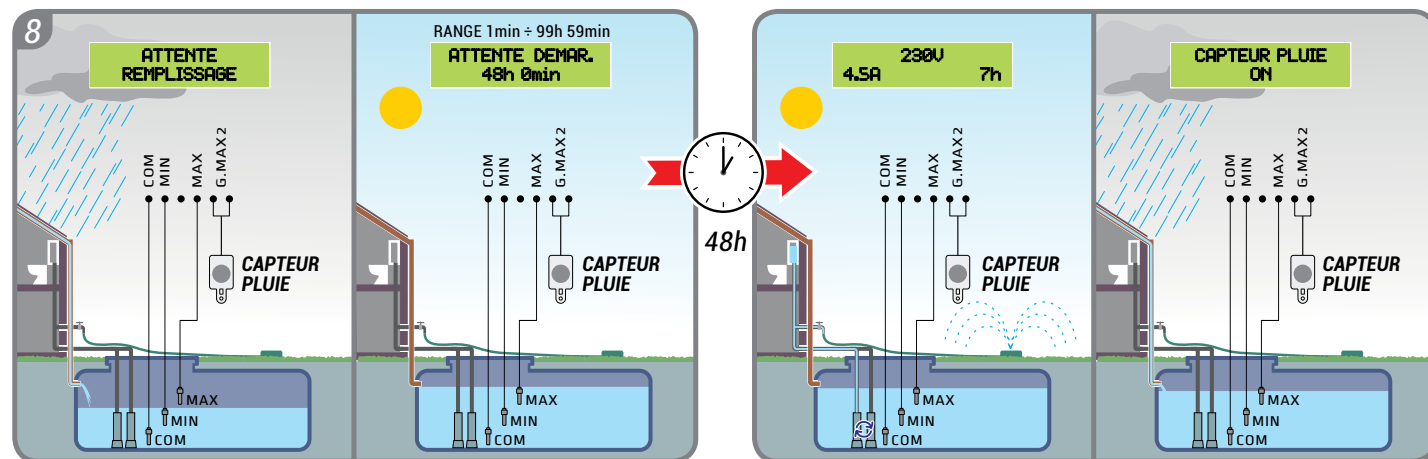 8
ATTENTE
REMPLISSAGE
COM
MIN
MAX
G.MAX2
CAPTEUR
PLUIE
MAX
MIN
COM
RANGE 1min ÷ 99h 59min
ATTENTE DEMAR.
48h 0min
COM
MIN
MAX
G.MAX2
CAPTEUR
PLUIE
MAX
MIN
COM
48h
230V
4.5A 7h
COM
MIN
MAX
G.MAX2
CAPTEUR
PLUIE
MAX
MIN
COM
CAPTEUR PLUIE
ON
COM
MIN
MAX
G.MAX2
CAPTEUR
PLUIE
MAX
MIN
COM